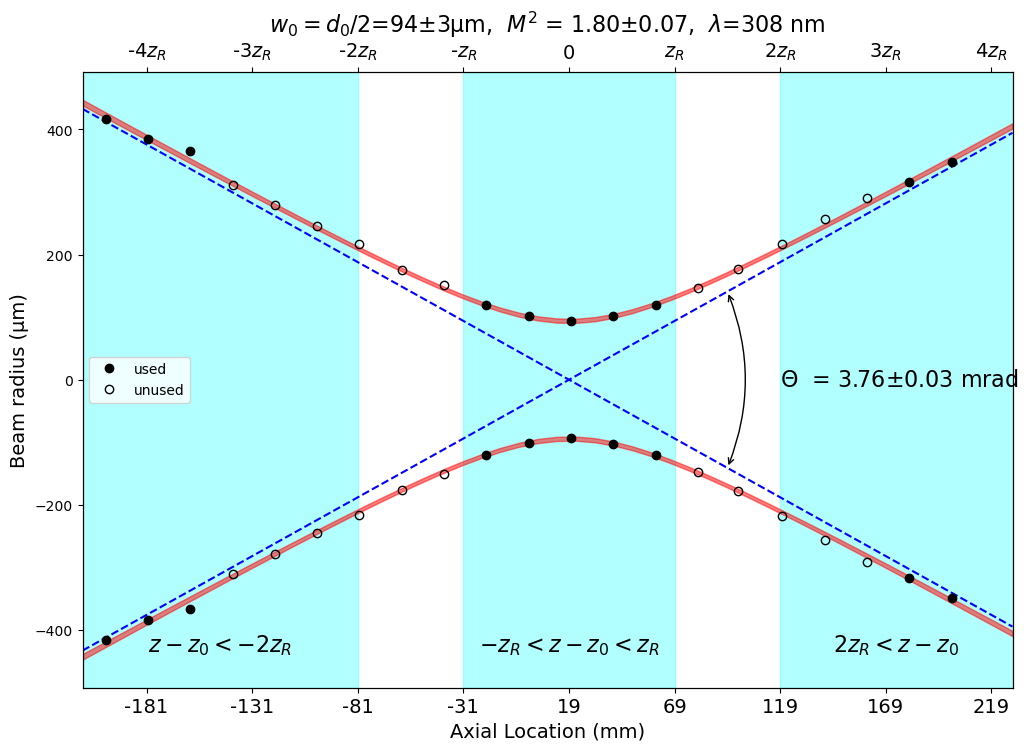 w₀ = d₀/2=94±3μm, M² = 1.80±0.07, λ=308 nm
-4z_R -3z_R -2z_R -z_R 0 z_R 2z_R 3z_R 4z_R
400
200
0
−200
−400
Beam radius (μm)
used
unused
Θ = 3.76±0.03 mrad
z − z₀ < −2z_R
−z_R < z − z₀ < z_R
2z_R < z − z₀
-181 -131 -81 -31 19 69 119 169 219
Axial Location (mm)